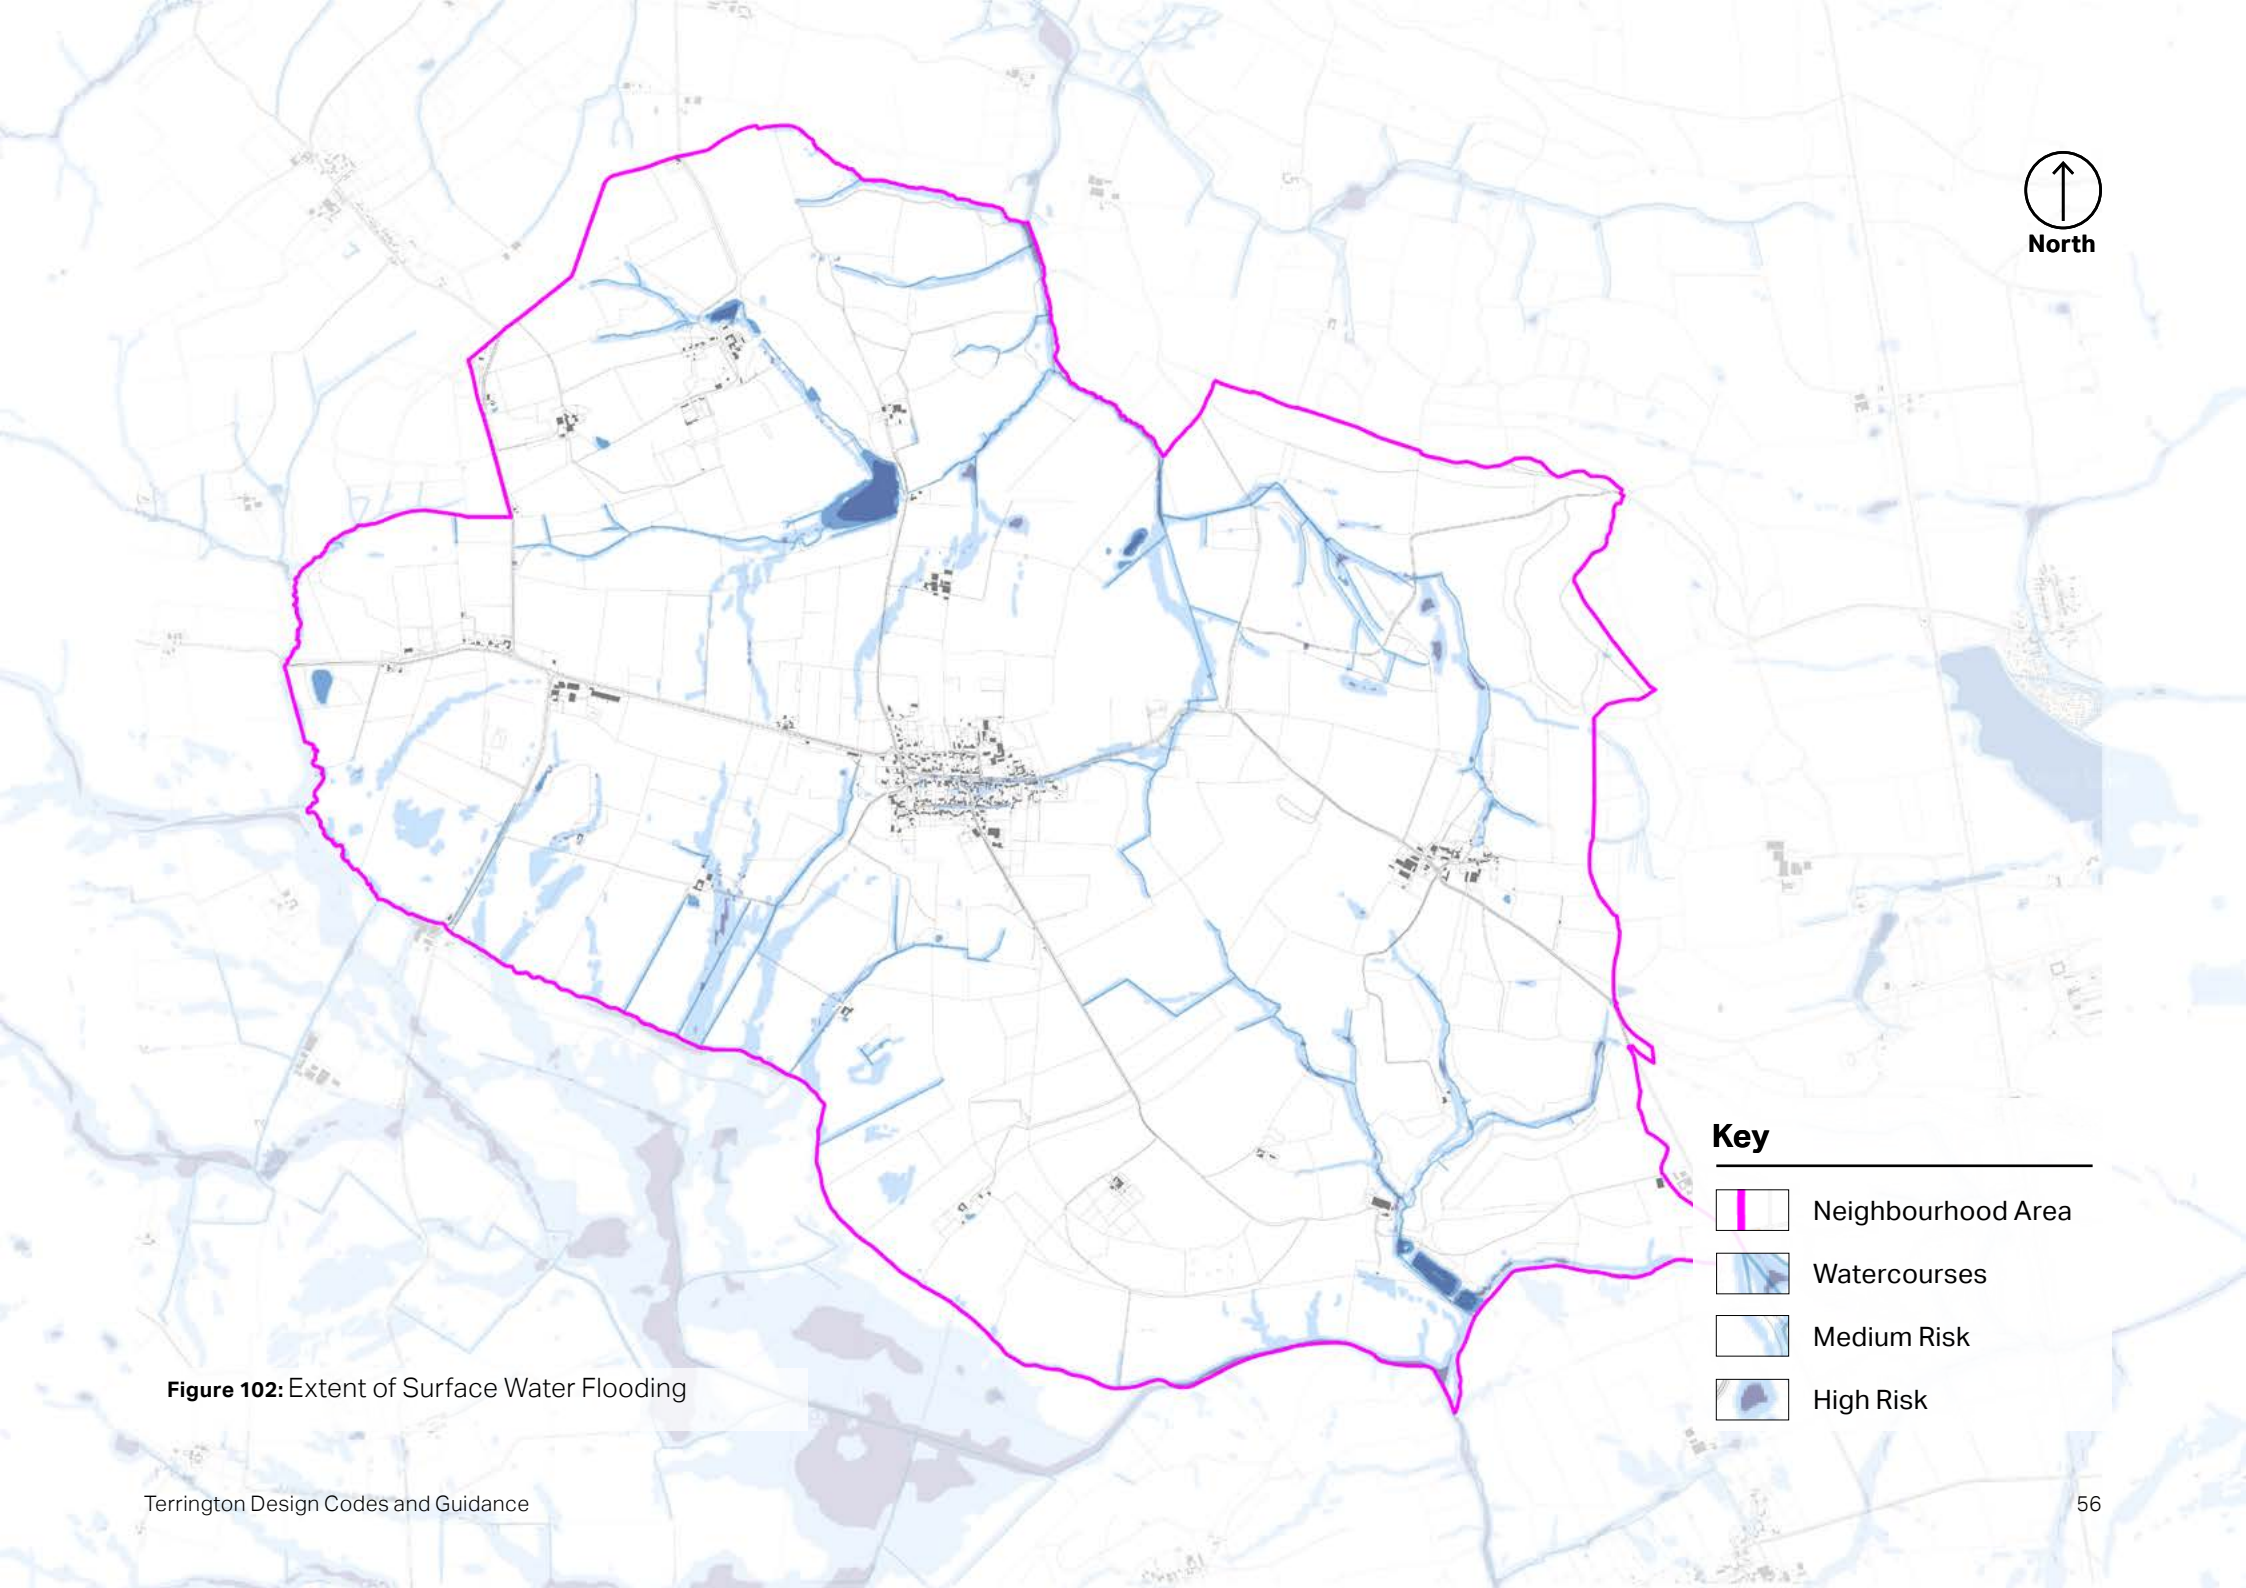 North
Key
Neighbourhood Area
Watercourses
Medium Risk
High Risk
Figure 102: Extent of Surface Water Flooding
Terrington Design Codes and Guidance
56